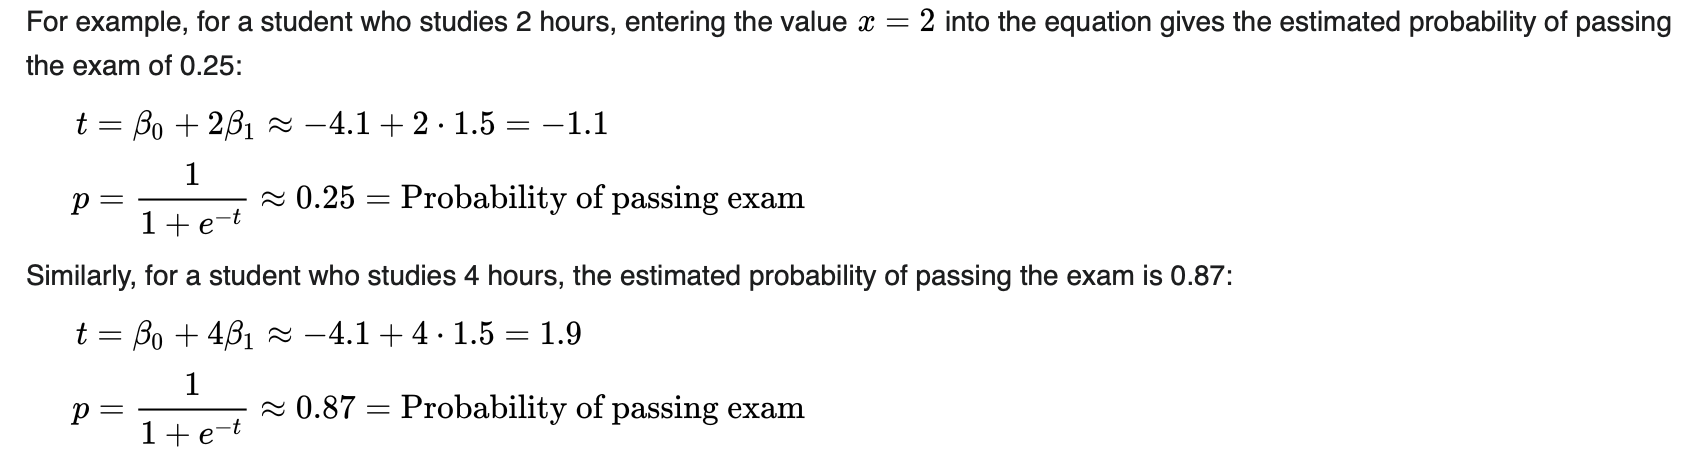 For example, for a student who studies 2 hours, entering the value x = 2 into the equation gives the estimated probability of passing
the exam of 0.25:
t = β₀ + 2β₁ ≈ −4.1 + 2 · 1.5 = −1.1
p = 1/(1 + e⁻ᵗ) ≈ 0.25 = Probability of passing exam
Similarly, for a student who studies 4 hours, the estimated probability of passing the exam is 0.87:
t = β₀ + 4β₁ ≈ −4.1 + 4 · 1.5 = 1.9
p = 1/(1 + e⁻ᵗ) ≈ 0.87 = Probability of passing exam